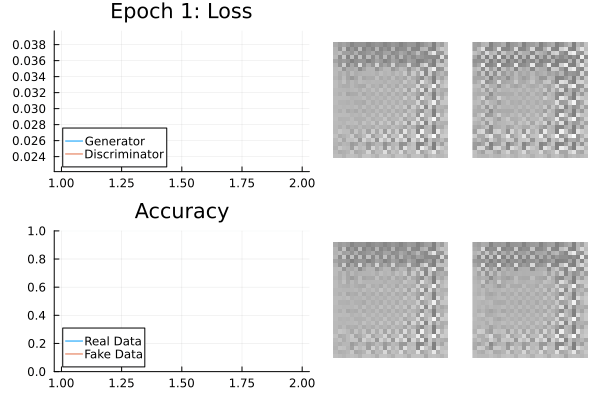 Epoch 1: Loss
0.038
0.036
0.034
0.032
0.030
0.028
0.026
0.024
Generator
Discriminator
1.00 1.25 1.50 1.75 2.00
Accuracy
1.0
0.8
0.6
0.4
0.2
0.0
Real Data
Fake Data
1.00 1.25 1.50 1.75 2.00